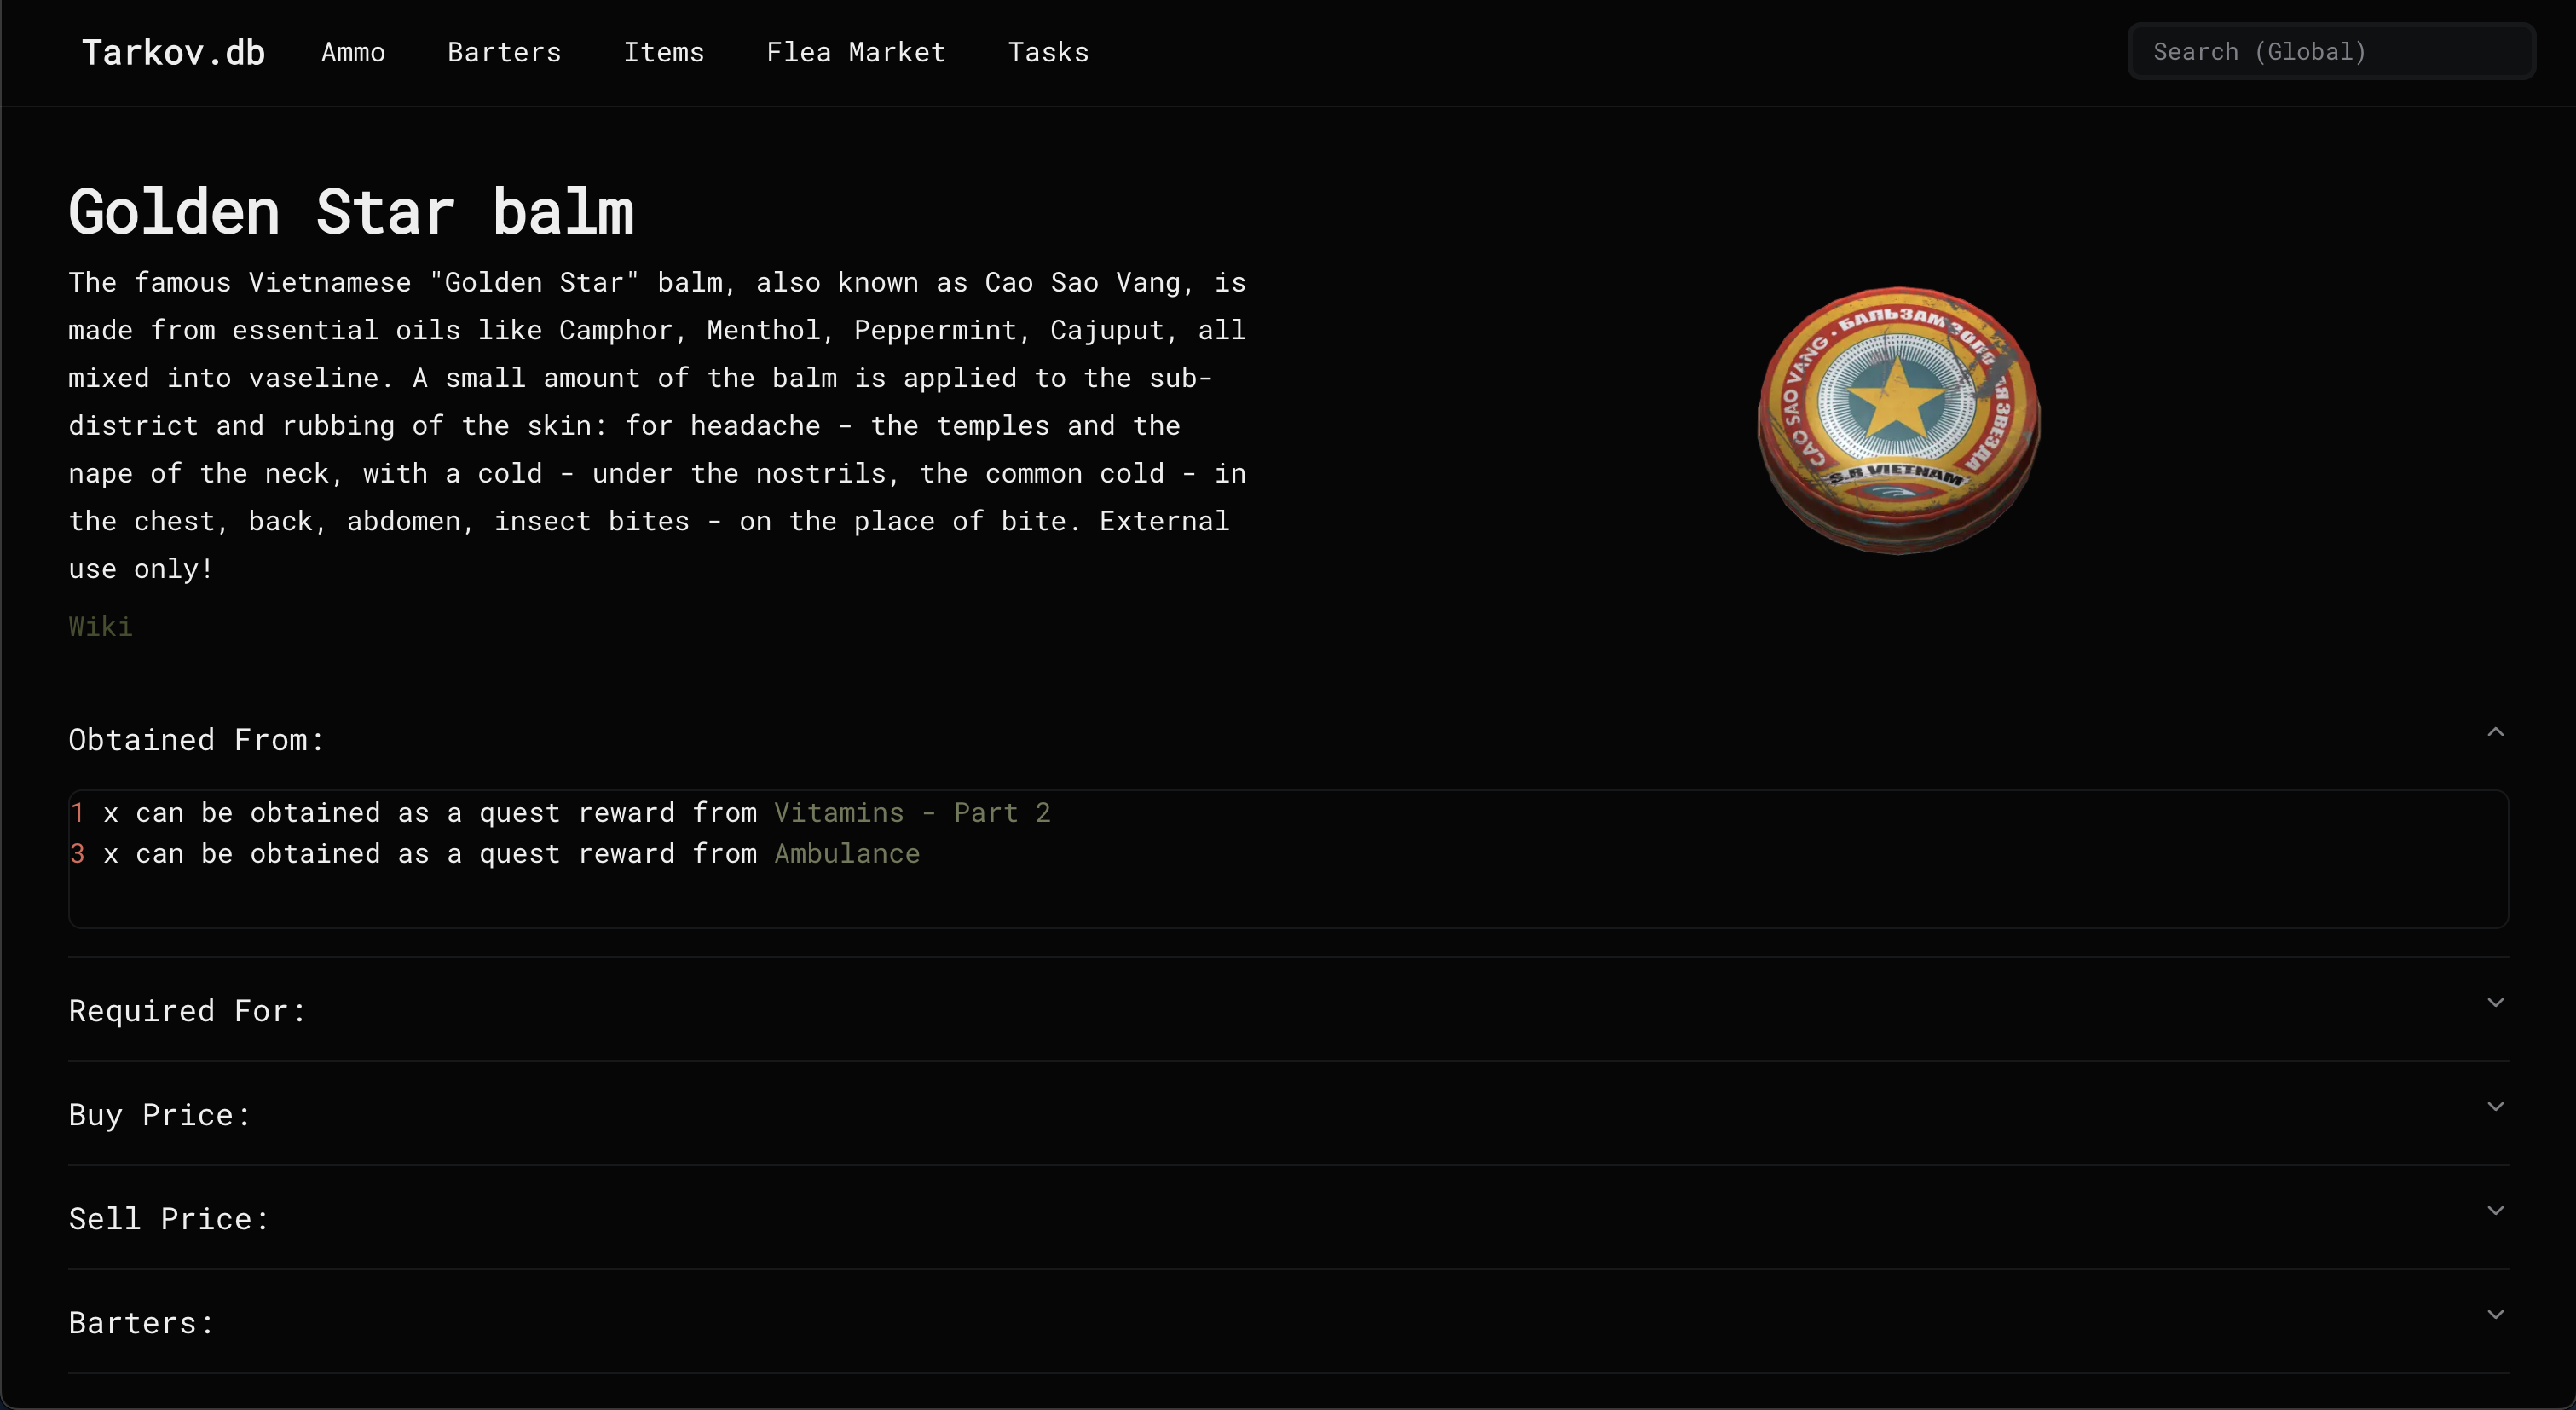 Tarkov.db Ammo Barters Items Flea Market Tasks Search (Global)
Golden Star balm
The famous Vietnamese "Golden Star" balm, also known as Cao Sao Vang, is
made from essential oils like Camphor, Menthol, Peppermint, Cajuput, all
mixed into vaseline. A small amount of the balm is applied to the sub-
district and rubbing of the skin: for headache - the temples and the
nape of the neck, with a cold - under the nostrils, the common cold - in
the chest, back, abdomen, insect bites - on the place of bite. External
use only!
Wiki
CAO SAO VANG • БАЛЬЗАМ
ЗВЕЗДА
S.R VIETNAM
Obtained From:
1 x can be obtained as a quest reward from Vitamins - Part 2
3 x can be obtained as a quest reward from Ambulance
Required For:
Buy Price:
Sell Price:
Barters: